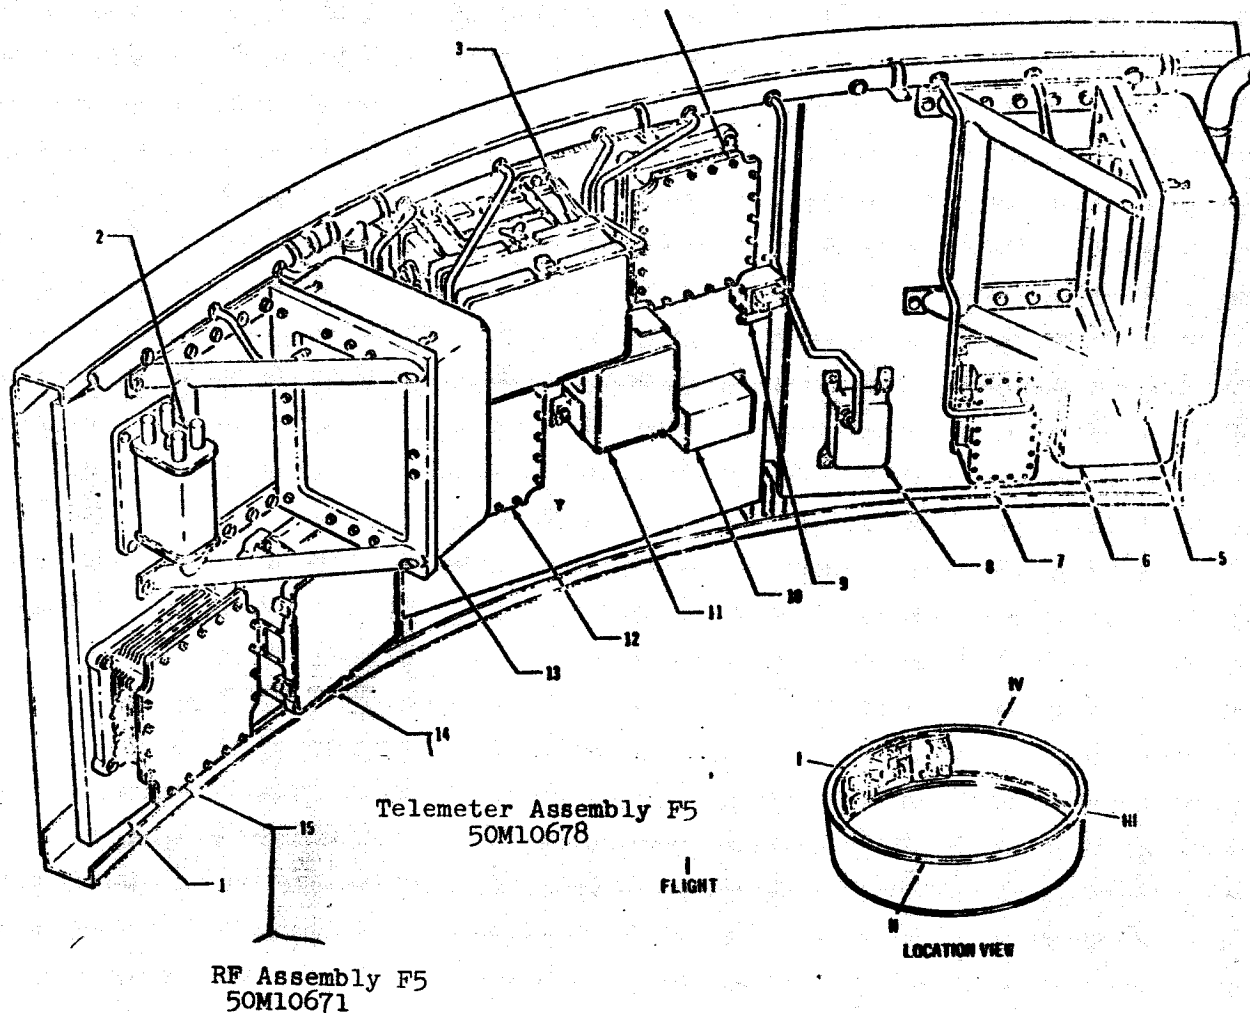 3
2
5
6
7
8
9
10
11
12
13
14
Telemeter Assembly F5
50M10678
15
1
FLIGHT
IV
I
III
II
LOCATION VIEW
RF Assembly F5
50M10671